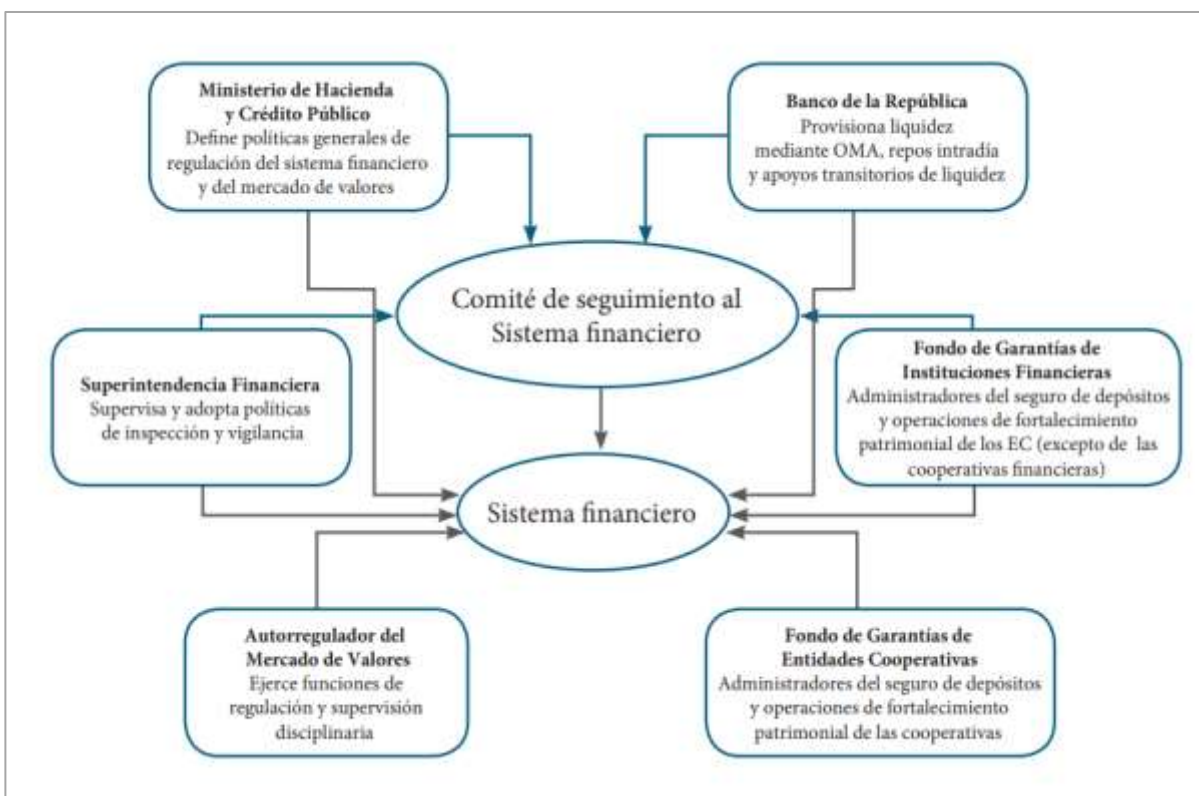 Ministerio de Hacienda
y Crédito Público
Define políticas generales de
regulación del sistema financiero
y del mercado de valores
Banco de la República
Provisiona liquidez
mediante OMA, repos intradía
y apoyos transitorios de liquidez
Comité de seguimiento al
Sistema financiero
Superintendencia Financiera
Supervisa y adopta políticas
de inspección y vigilancia
Fondo de Garantías de
Instituciones Financieras
Administradores del seguro de depósitos
y operaciones de fortalecimiento
patrimonial de los EC (excepto de las
cooperativas financieras)
Sistema financiero
Autorregulador del
Mercado de Valores
Ejerce funciones de
regulación y supervisión
disciplinaria
Fondo de Garantías de
Entidades Cooperativas
Administradores del seguro de depósitos
y operaciones de fortalecimiento
patrimonial de las cooperativas